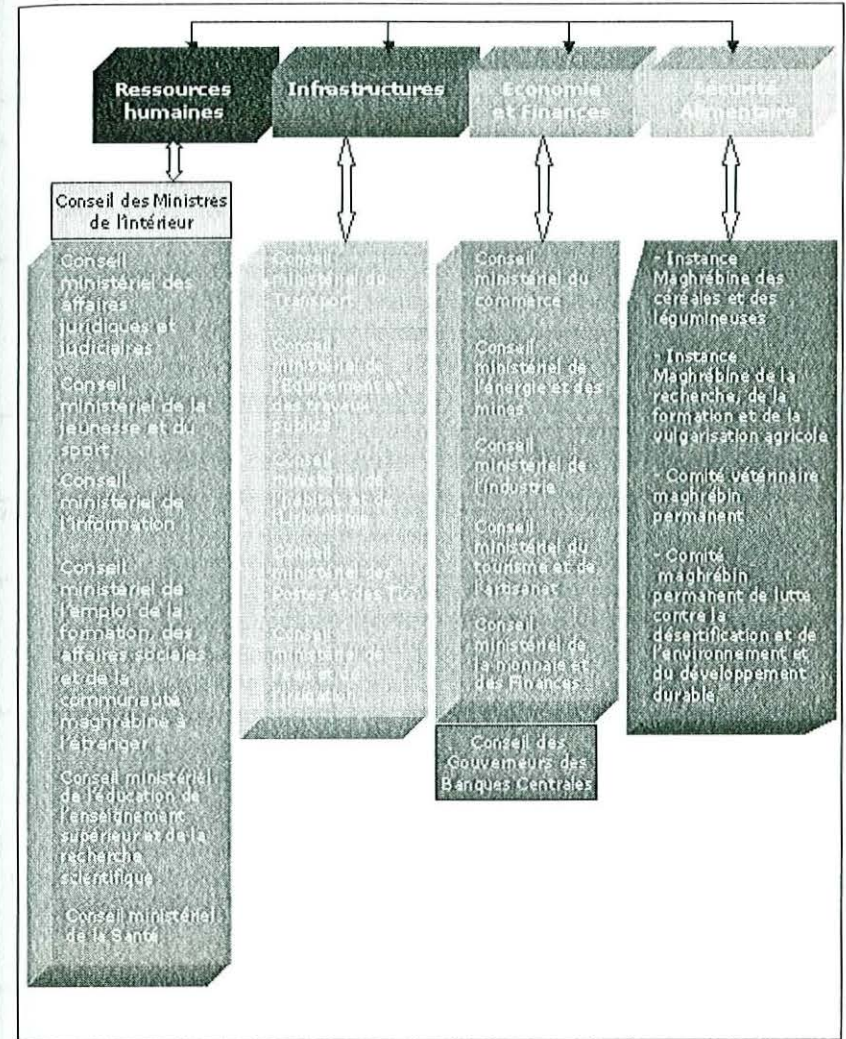 Ressources
humaines
Infrastructures
Economie
et Finances
Sécurité
Alimentaire
Conseil des Ministres
de l'intérieur
Conseil
ministériel des
affaires
juridiques et
judiciaires
Conseil
ministériel de la
jeunesse et du
sport
Conseil
ministériel de
l'information
Conseil
ministériel de
l'emploi de la
formation, des
affaires sociales
et de la
communauté
maghrébine à
l'étranger
Conseil ministériel
de l'éducation de
l'enseignement
supérieur et de la
recherche
scientifique
Conseil ministériel
de la Santé
Conseil
ministériel du
Transport
Conseil
ministériel de
l'Equipement et
des travaux
publics
Conseil
ministériel de
l'habitat et de
l'urbanisme
Conseil
ministériel des
Postes et des
Conseil
ministériel de
et de
Conseil
ministériel du
commerce
Conseil
ministériel de
l'énergie et des
mines
Conseil
ministériel de
l'industrie
Conseil
ministériel du
tourisme et de
l'artisanat
Conseil
ministériel de
la monnaie et
des Finances
Conseil des
Gouverneurs des
Banques Centrales
- Instance
Maghrébine des
céréales et des
légumineuses
- Instance
Maghrébine de la
recherche, de la
formation et de la
vulgarisation agricole
- Comité vétérinaire
maghrébin
permanent
- Comité
maghrébin
permanent de lutte
contre la
désertification et de
l'environnement et
du développement
durable